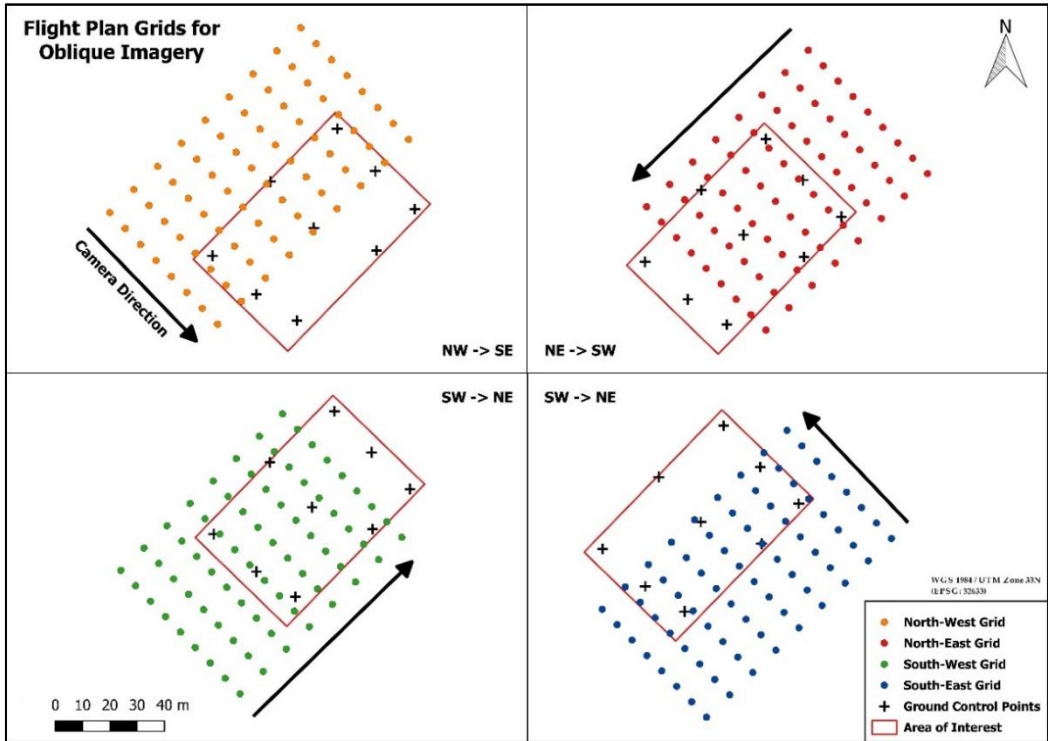 Flight Plan Grids for
Oblique Imagery
N
Camera Direction
NW -> SE
NE -> SW
SW -> NE
SW -> NE
WGS 1984 / UTM Zone 33N
(EPSG: 32633)
North-West Grid
North-East Grid
South-West Grid
South-East Grid
Ground Control Points
Area of Interest
0 10 20 30 40 m